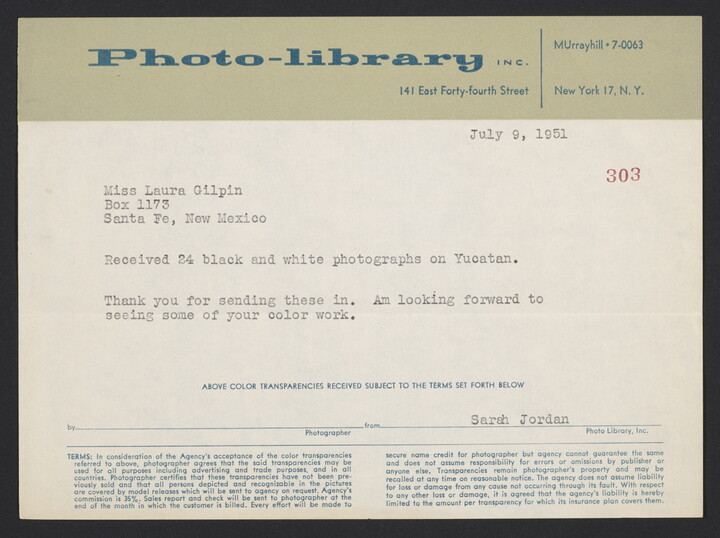 Photo-library INC.
141 East Forty-fourth Street
MUrrayhill • 7-0063
New York 17, N. Y.
July 9, 1951
303
Miss Laura Gilpin
Box 1173
Santa Fe, New Mexico
Received 24 black and white photographs on Yucatan.
Thank you for sending these in. Am looking forward to
seeing some of your color work.
ABOVE COLOR TRANSPARENCIES RECEIVED SUBJECT TO THE TERMS SET FORTH BELOW
by from Sarah Jordan
Photographer Photo Library, Inc.
TERMS: In consideration of the Agency's acceptance of the color transparencies
referred to above, photographer agrees that the said transparencies may be
used for all purposes including advertising and trade purposes, and in all
countries. Photographer certifies that these transparencies have not been pre-
viously sold and that all persons depicted and recognizable in the pictures
are covered by model releases which will be sent to agency on request. Agency's
commission is 35%. Sales report and check will be sent to photographer at the
end of the month in which the customer is billed. Every effort will be made to
secure name credit for photographer but agency cannot guarantee the same
and does not assume responsibility for errors or omissions by publisher or
anyone else. Transparencies remain photographer's property and may be
recalled at any time on reasonable notice. The agency does not assume liability
for loss or damage from any cause not occurring through its fault. With respect
to any other loss or damage, it is agreed that the agency's liability is hereby
limited to the amount per transparency for which its insurance plan covers them.